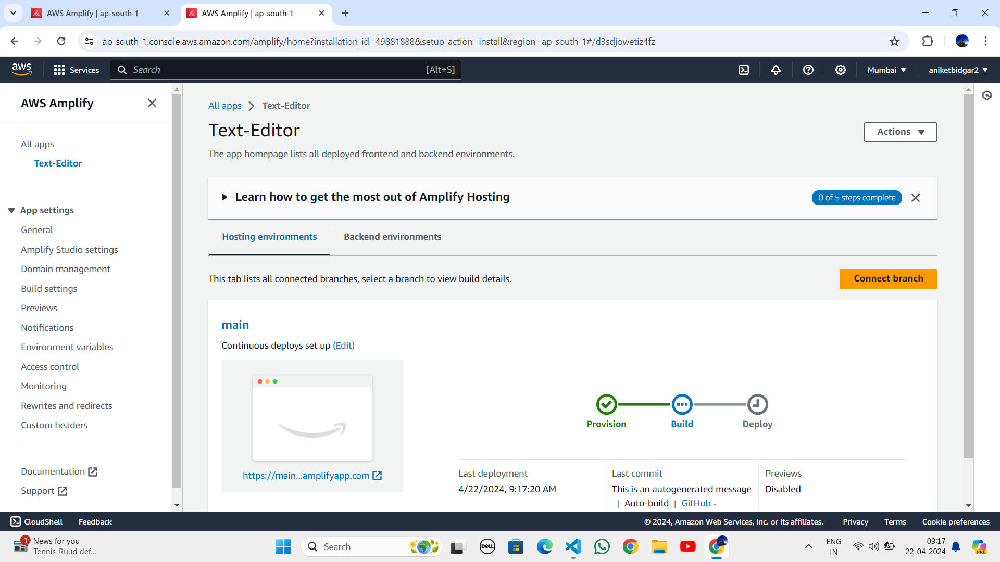 AWS Amplify | ap-south-1
AWS Amplify | ap-south-1
ap-south-1.console.aws.amazon.com/amplify/home?installation_id=49881888&setup_action=install&region=ap-south-1#/d3sdjowetiz4fz
aws
Services
Search
[Alt+S]
Mumbai
aniketbidgar2
AWS Amplify
All apps
Text-Editor
App settings
General
Amplify Studio settings
Domain management
Build settings
Previews
Notifications
Environment variables
Access control
Monitoring
Rewrites and redirects
Custom headers
Documentation
Support
All apps > Text-Editor
Text-Editor
Actions
The app homepage lists all deployed frontend and backend environments.
Learn how to get the most out of Amplify Hosting
0 of 5 steps complete
Hosting environments
Backend environments
This tab lists all connected branches, select a branch to view build details.
Connect branch
main
Continuous deploys set up (Edit)
https://main...amplifyapp.com
Provision
Build
Deploy
Last deployment
4/22/2024, 9:17:20 AM
Last commit
This is an autogenerated message
| Auto-build | GitHub -
Previews
Disabled
CloudShell
Feedback
© 2024, Amazon Web Services, Inc. or its affiliates.
Privacy
Terms
Cookie preferences
1
News for you
Tennis-Ruud def...
Search
DELL
PRE
ENG
IN
09:17
22-04-2024